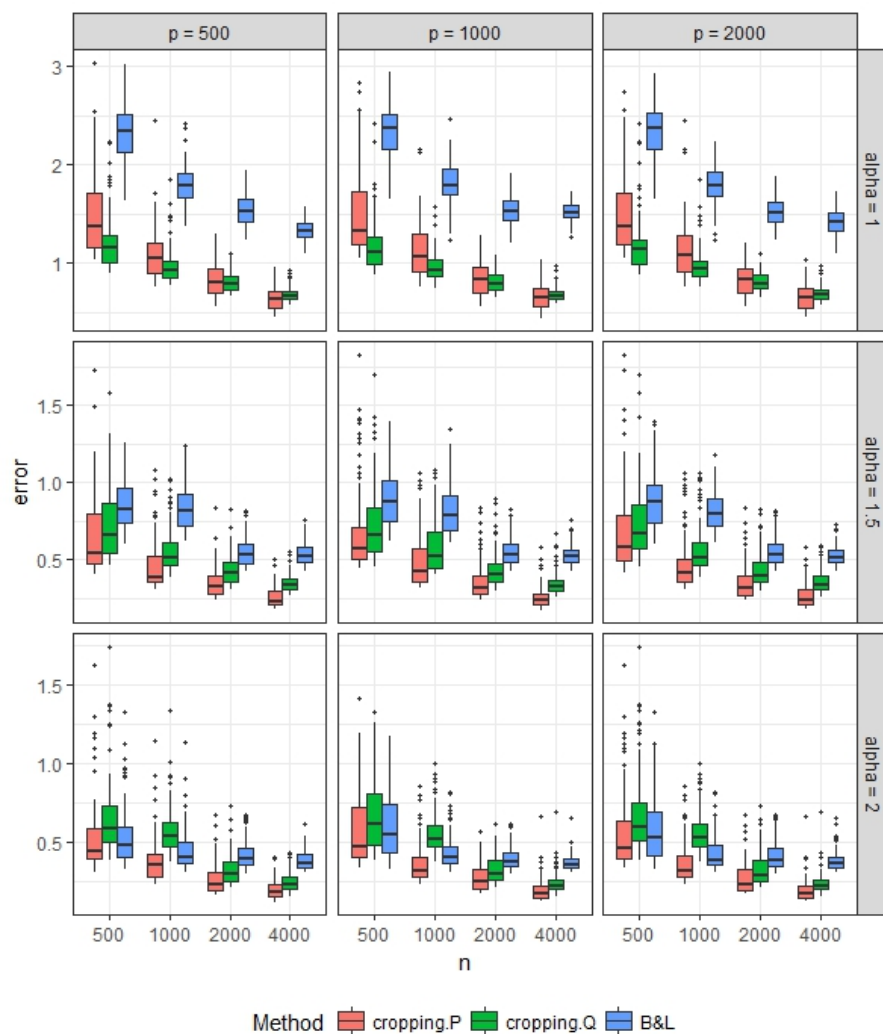 p = 500
p = 1000
p = 2000
3
2
1
alpha = 1
1.5
1.0
0.5
alpha = 1.5
1.5
1.0
0.5
alpha = 2
error
500 1000 2000 4000
500 1000 2000 4000
500 1000 2000 4000
n
Method cropping.P cropping.Q B&L